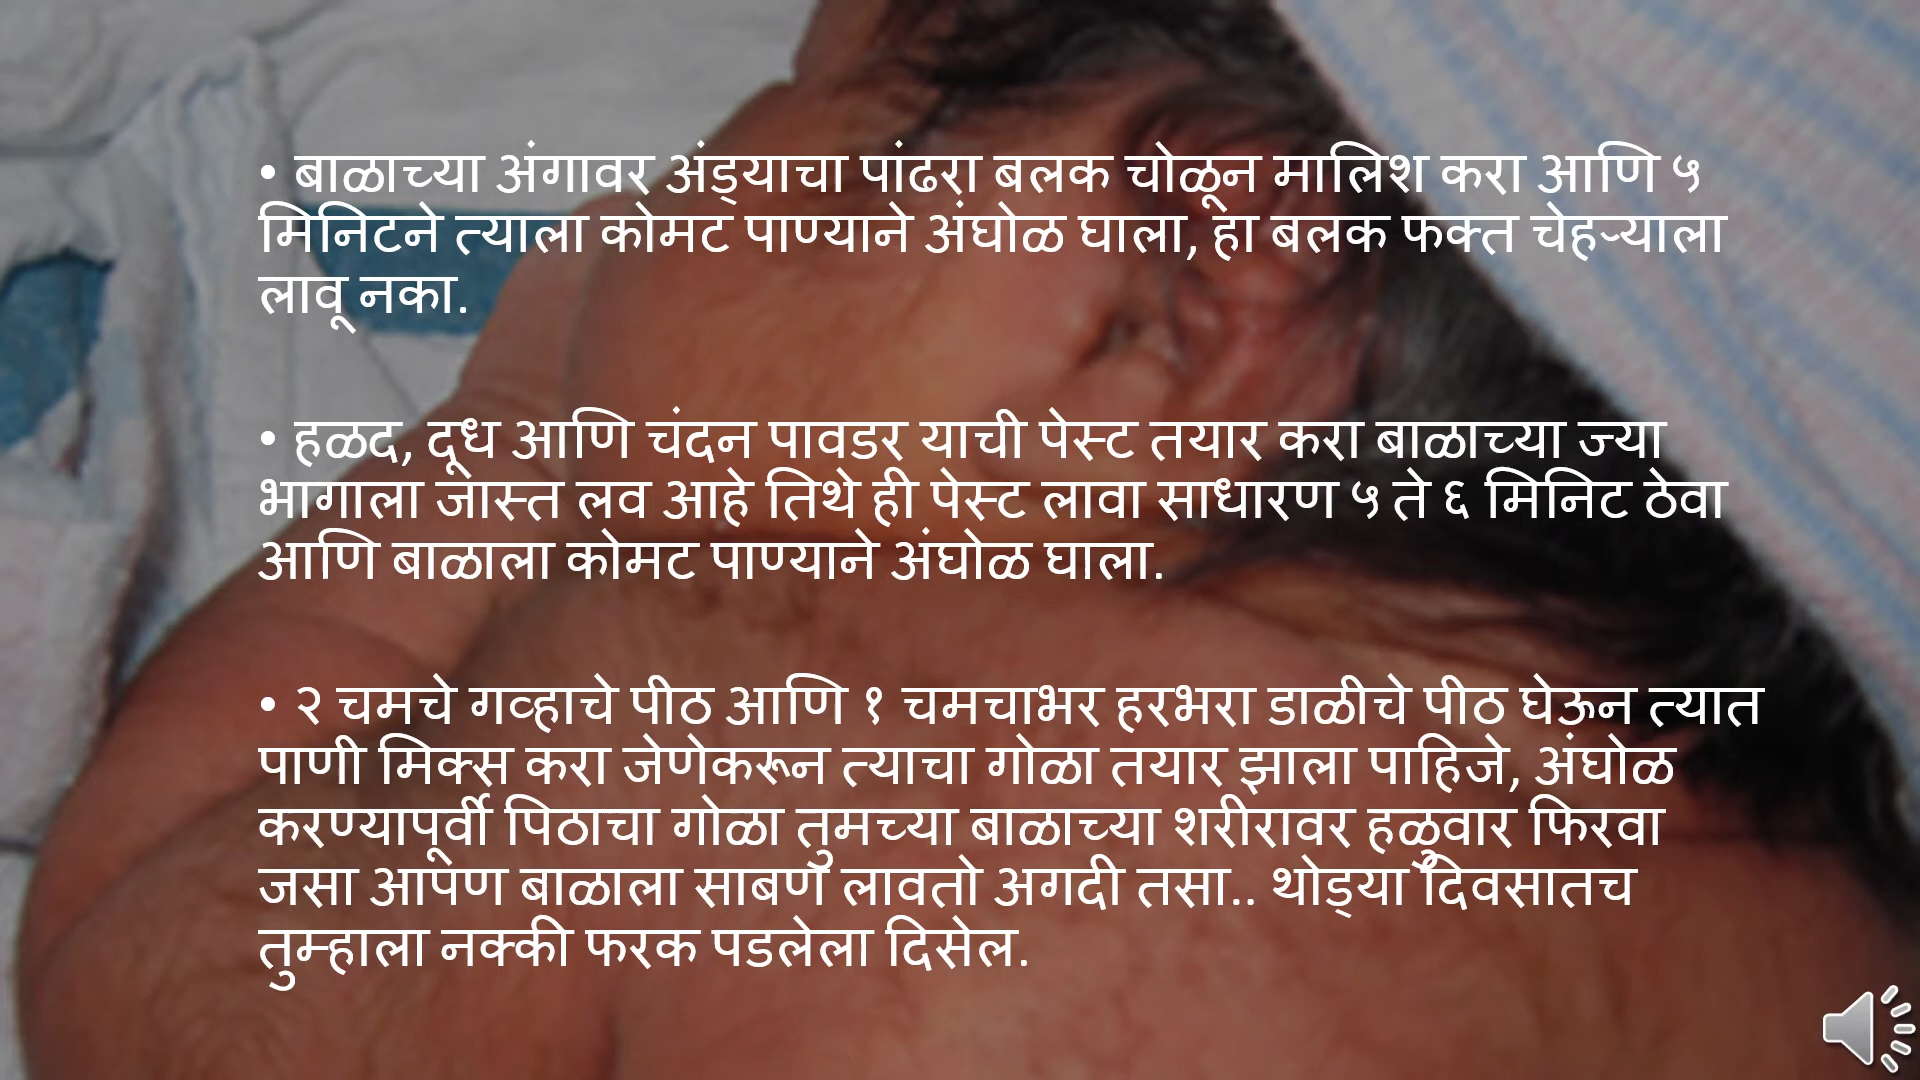 • बाळाच्या अंगावर अंड्याचा पांढरा बलक चोळून मालिश करा आणि ५
मिनिटने त्याला कोमट पाण्याने अंघोळ घाला, हा बलक फक्त चेहऱ्याला
लावू नका.
• हळद, दूध आणि चंदन पावडर याची पेस्ट तयार करा बाळाच्या ज्या
भागाला जास्त लव आहे तिथे ही पेस्ट लावा साधारण ५ ते ६ मिनिट ठेवा
आणि बाळाला कोमट पाण्याने अंघोळ घाला.
• २ चमचे गव्हाचे पीठ आणि १ चमचाभर हरभरा डाळीचे पीठ घेऊन त्यात
पाणी मिक्स करा जेणेकरून त्याचा गोळा तयार झाला पाहिजे, अंघोळ
करण्यापूर्वी पिठाचा गोळा तुमच्या बाळाच्या शरीरावर हळुवार फिरवा
जसा आपण बाळाला साबण लावतो अगदी तसा.. थोड्या दिवसातच
तुम्हाला नक्की फरक पडलेला दिसेल.